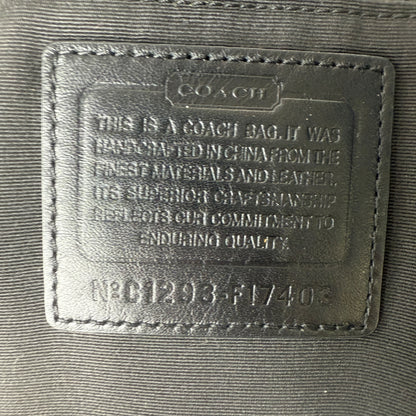 COACH
THIS IS A COACH BAG. IT WAS
HANDCRAFTED IN CHINA FROM THE
FINEST MATERIALS AND LEATHER.
ITS SUPERIOR CRAFTSMANSHIP
REFLECTS OUR COMMITMENT TO
ENDURING QUALITY.
Nº C1293-F17403